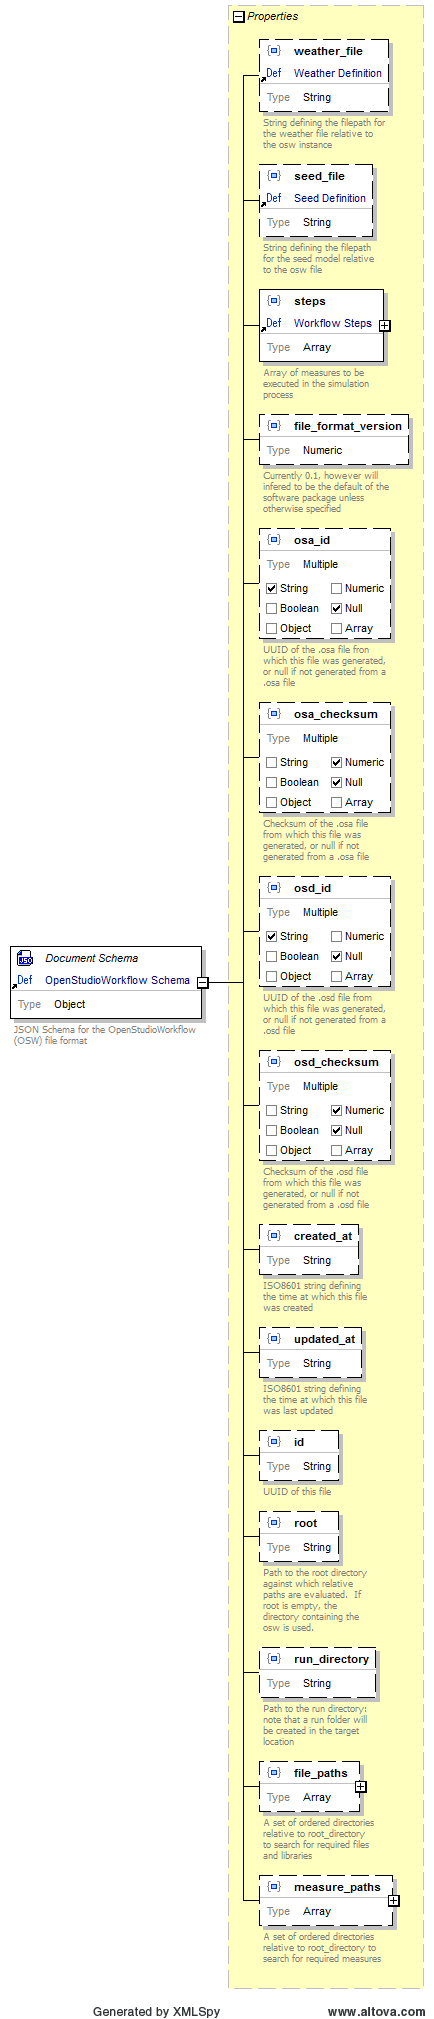 Properties
weather_file
Def Weather Definition
Type String
String defining the filepath for
the weather file relative to
the osw instance
seed_file
Def Seed Definition
Type String
String defining the filepath
for the seed model relative
to the osw file
steps
Def Workflow Steps
Type Array
Array of measures to be
executed in the simulation
process
file_format_version
Type Numeric
Currently 0.1, however will
infered to be the default of the
software package unless
otherwise specified
osa_id
Type Multiple
String Numeric
Boolean Null
Object Array
UUID of the .osa file fron
which this file was generated,
or null if not generated from a
.osa file
osa_checksum
Type Multiple
String Numeric
Boolean Null
Object Array
Checksum of the .osa file
from which this file was
generated, or null if not
generated from a .osa file
osd_id
Type Multiple
String Numeric
Boolean Null
Object Array
UUID of the .osd file from
which this file was generated,
or null if not generated from a
.osd file
Document Schema
Def OpenStudioWorkflow Schema
Type Object
JSON Schema for the OpenStudioWorkflow
(OSW) file format
osd_checksum
Type Multiple
String Numeric
Boolean Null
Object Array
Checksum of the .osd file
from which this file was
generated, or null if not
generated from a .osd file
created_at
Type String
ISO8601 string defining
the time at which this file
was created
updated_at
Type String
ISO8601 string defining
the time at which this file
was last updated
id
Type String
UUID of this file
root
Type String
Path to the root directory
against which relative
paths are evaluated. If
root is empty, the
directory containing the
osw is used.
run_directory
Type String
Path to the run directory;
note that a run folder will
be created in the target
location
file_paths
Type Array
A set of ordered directories
relative to root_directory
to search for required files
and libraries
measure_paths
Type Array
A set of ordered directories
relative to root_directory to
search for required measures
Generated by XMLSpy www.altova.com